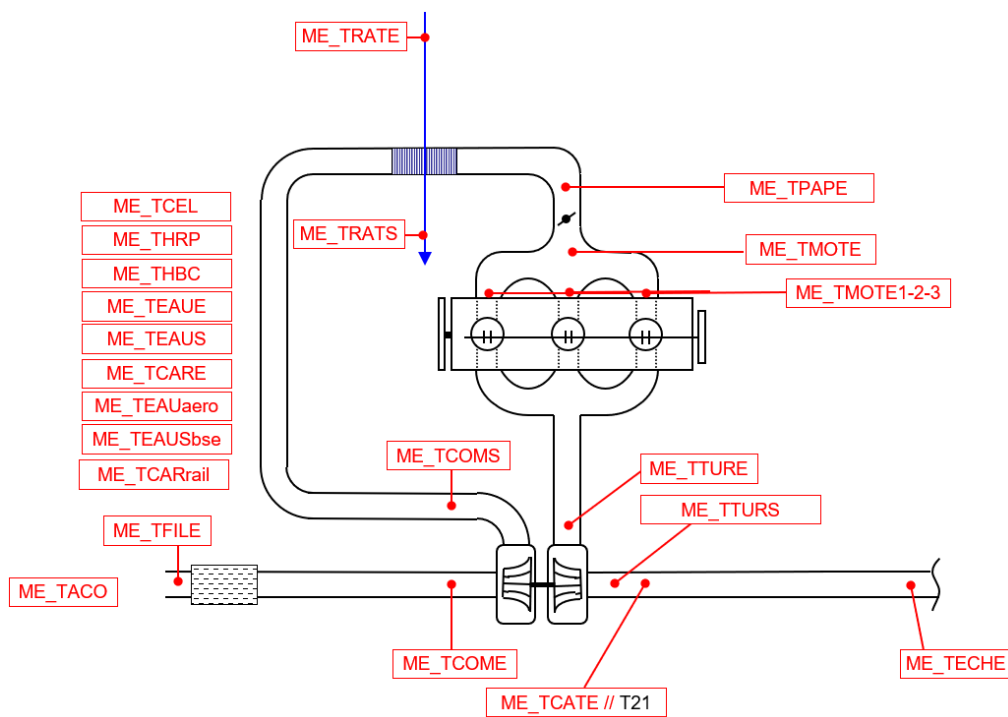 ME_TRATE
ME_TPAPE
ME_TCEL
ME_THRP
ME_TRATS
ME_TMOTE
ME_THBC
ME_TMOTE1-2-3
ME_TEAUE
ME_TEAUS
ME_TCARE
ME_TEAUaero
ME_TEAUSbse
ME_TCOMS
ME_TTURE
ME_TCARrail
ME_TTURS
ME_TFILE
ME_TACO
ME_TCOME
ME_TECHE
ME_TCATE // T21